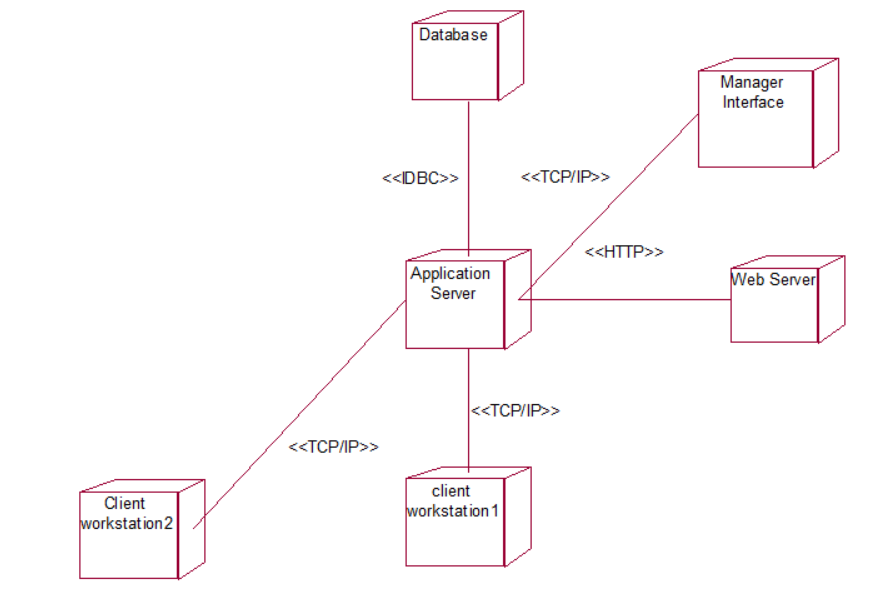 Database
Manager
Interface
<<IDBC>>
<<TCP/IP>>
<<HTTP>>
Application
Server
Web Server
<<TCP/IP>>
<<TCP/IP>>
client
workstation1
Client
workstation2